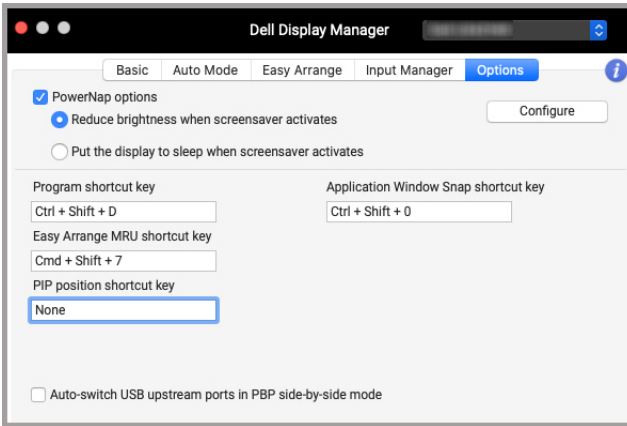 Dell Display Manager
Basic Auto Mode Easy Arrange Input Manager Options i
PowerNap options
Configure
Reduce brightness when screensaver activates
Put the display to sleep when screensaver activates
Program shortcut key
Application Window Snap shortcut key
Ctrl + Shift + D
Ctrl + Shift + 0
Easy Arrange MRU shortcut key
Cmd + Shift + 7
PIP position shortcut key
None
Auto-switch USB upstream ports in PBP side-by-side mode